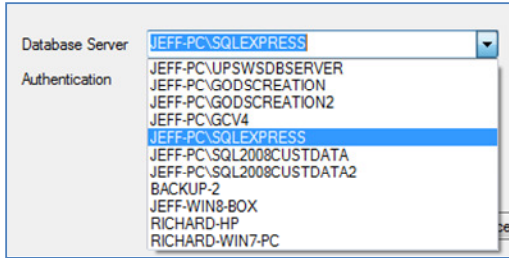 Database Server JEFF-PC\SQLEXPRESS
Authentication
JEFF-PC\UPSWSDBSERVER
JEFF-PC\GODSCREATION
JEFF-PC\GODSCREATION2
JEFF-PC\GCV4
JEFF-PC\SQLEXPRESS
JEFF-PC\SQL2008CUSTDATA
JEFF-PC\SQL2008CUSTDATA2
BACKUP-2
JEFF-WIN8-BOX
RICHARD-HP
RICHARD-WIN7-PC